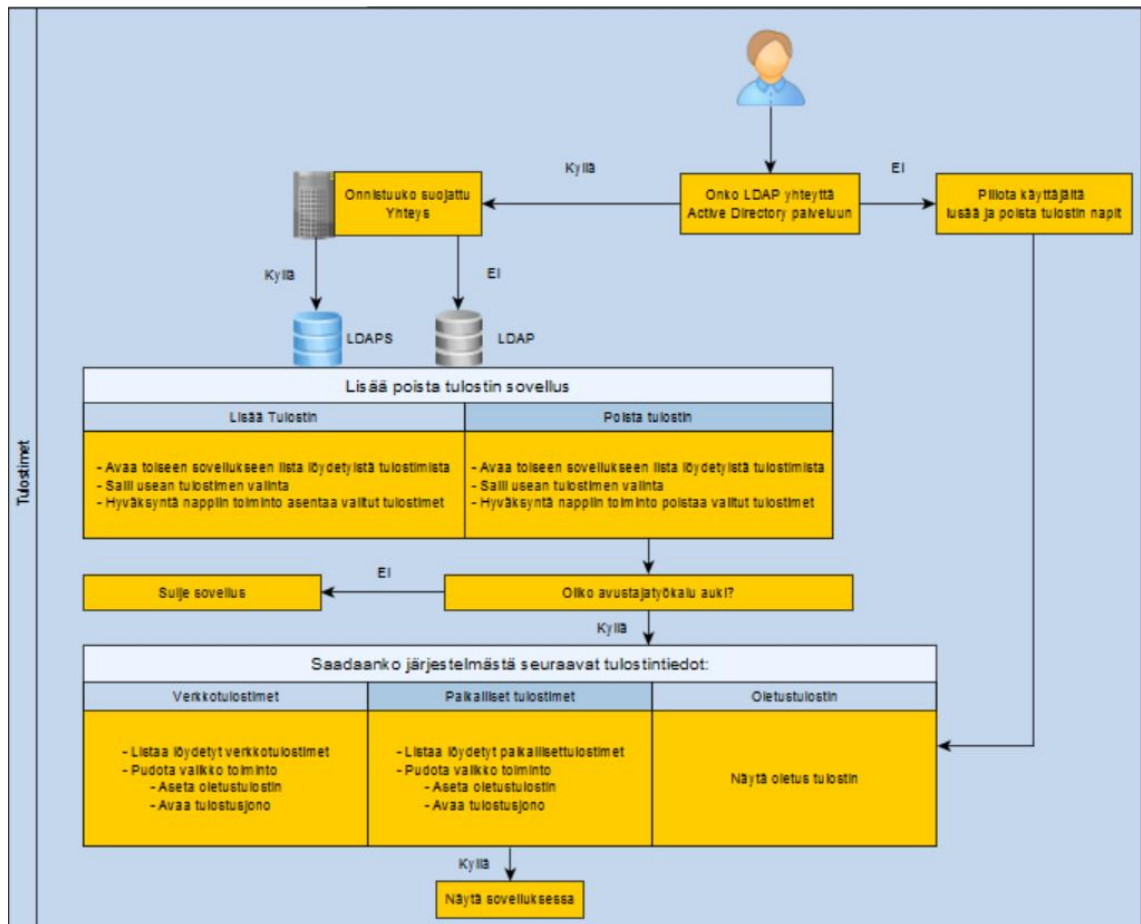 Tulostimet
Kyllä
EI
Onnistuuko suojattu
Yhteys
Onko LDAP yhteyttä
Active Directory palveluun
Piilota käyttäjältä
lusää ja poista tulostin napit
Kyllä
EI
LDAPS
LDAP
Lisää poista tulostin sovellus
Lisää Tulostin
Poista tulostin
- Avaa toiseen sovellukseen lista löydetyistä tulostimista
- Salli usean tulostimen valinta
- Hyväksyntä nappiin toiminto asentaa valitut tulostimet
- Avaa toiseen sovellukseen lista löydetyistä tulostimista
- Salli usean tulostimen valinta
- Hyväksyntä nappiin toiminto poistaa valitut tulostimet
EI
Sulje sovellus
Oliko avustajatyökalu auki?
Kyllä
Saadaanko järjestelmästä seuraavat tulostintiedot:
Verkkotulostimet
Paikalliset tulostimet
Oletustulostin
- Listaa löydetyt verkkotulostimet
- Pudota valikko toiminto
- Aseta oletustulostin
- Avaa tulostusjono
- Listaa löydetyt paikallisettulostimet
- Pudota valikko toiminto
- Aseta oletustulostin
- Avaa tulostusjono
Näytä oletus tulostin
Kyllä
Näytä sovelluksessa